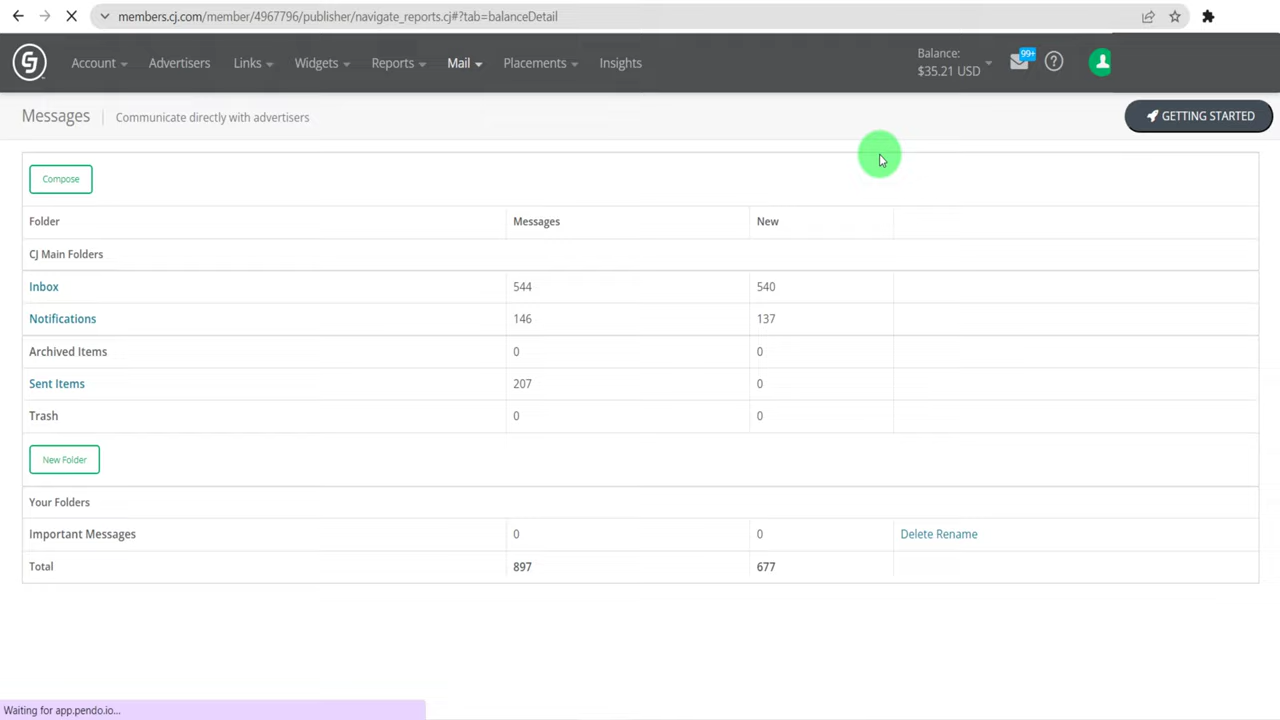 members.cj.com/member/4967796/publisher/navigate_reports.cj#?tab=balanceDetail
Account Advertisers Links Widgets Reports Mail Placements Insights
Balance:
$35.21 USD
99+
Messages Communicate directly with advertisers
GETTING STARTED
Compose
Folder Messages New
CJ Main Folders
Inbox 544 540
Notifications 146 137
Archived Items 0 0
Sent Items 207 0
Trash 0 0
New Folder
Your Folders
Important Messages 0 0 Delete Rename
Total 897 677
Waiting for app.pendo.io...